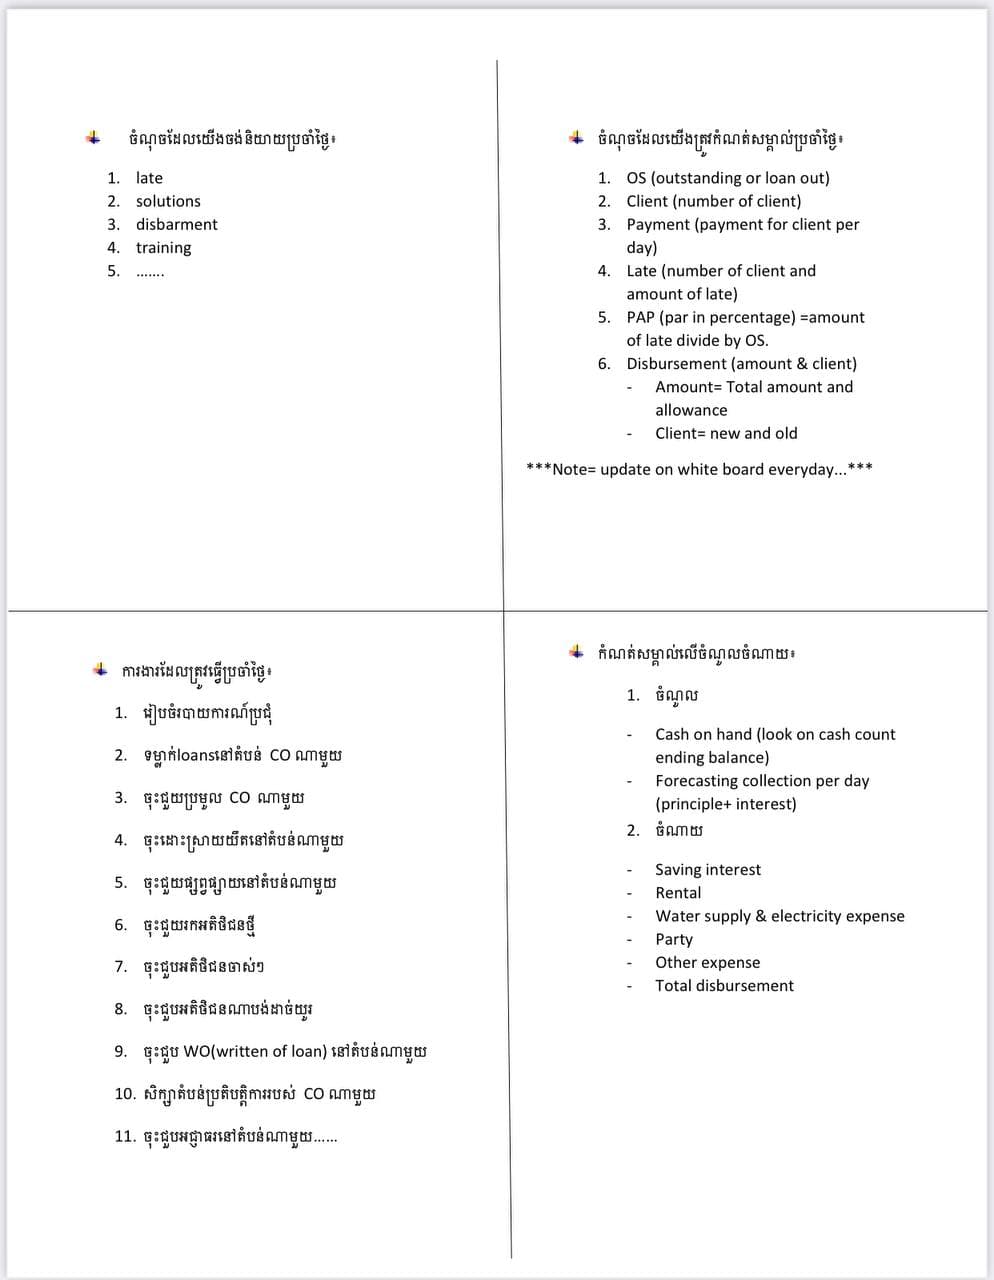 ចំណុចដែលយើងចង់និយាយប្រចាំថ្ងៃ៖
1. late
2. solutions
3. disbarment
4. training
5. …….
ចំណុចដែលយើងត្រូវកំណត់សម្គាល់ប្រចាំថ្ងៃ៖
1. OS (outstanding or loan out)
2. Client (number of client)
3. Payment (payment for client per
day)
4. Late (number of client and
amount of late)
5. PAP (par in percentage) =amount
of late divide by OS.
6. Disbursement (amount & client)
- Amount= Total amount and
allowance
- Client= new and old
***Note= update on white board everyday...***
ការងារដែលត្រូវធ្វើប្រចាំថ្ងៃ៖
1. រៀបចំរបាយការណ៍ប្រជុំ
2. ទម្លាក់loansនៅតំបន់ CO ណាមួយ
3. ចុះជួយប្រមូល CO ណាមួយ
4. ចុះដោះស្រាយយឺតនៅតំបន់ណាមួយ
5. ចុះជួយផ្សព្វផ្សាយនៅតំបន់ណាមួយ
6. ចុះជួយរកអតិថិជនថ្មី
7. ចុះជួបអតិថិជនចាស់ៗ
8. ចុះជួបអតិថិជនណាបង់ដាច់យូរ
9. ចុះជួប WO(written of loan) នៅតំបន់ណាមួយ
10. សិក្សាតំបន់ប្រតិបត្តិការរបស់ CO ណាមួយ
11. ចុះជួបអជ្ញាធរនៅតំបន់ណាមួយ……
កំណត់សម្គាល់លើចំណូលចំណាយ៖
1. ចំណូល
- Cash on hand (look on cash count
ending balance)
- Forecasting collection per day
(principle+ interest)
2. ចំណាយ
- Saving interest
- Rental
- Water supply & electricity expense
- Party
- Other expense
- Total disbursement